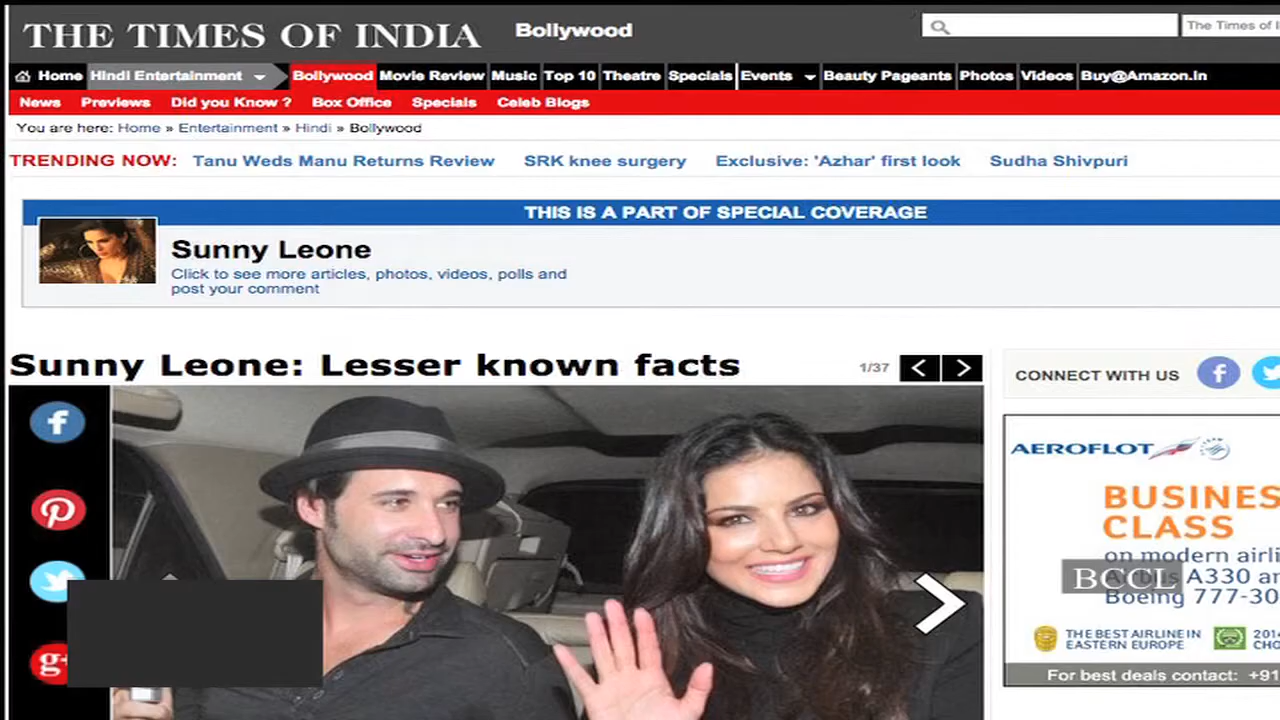 THE TIMES OF INDIA Bollywood The Times of I
Home Hindi Entertainment Bollywood Movie Review Music Top 10 Theatre Specials Events Beauty Pageants Photos Videos Buy@Amazon.in
News Previews Did you Know ? Box Office Specials Celeb Blogs
You are here: Home » Entertainment » Hindi » Bollywood
TRENDING NOW: Tanu Weds Manu Returns Review SRK knee surgery Exclusive: 'Azhar' first look Sudha Shivpuri
THIS IS A PART OF SPECIAL COVERAGE
Sunny Leone
Click to see more articles, photos, videos, polls and
post your comment
Sunny Leone: Lesser known facts 1/37
CONNECT WITH US
AEROFLOT
BUSINES
CLASS
on modern airli
A330 an
Boeing 777-30
BCCL
THE BEST AIRLINE IN
EASTERN EUROPE
2014
CHO
For best deals contact: +91
g+